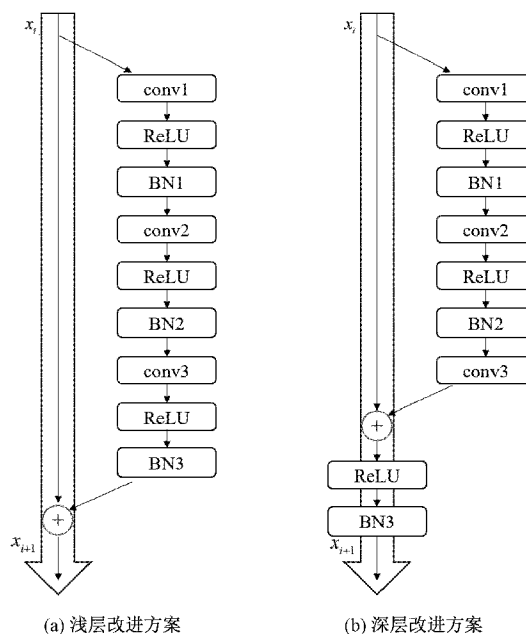 x_i
conv1
ReLU
BN1
conv2
ReLU
BN2
conv3
ReLU
BN3
+
x_{i+1}
(a) 浅层改进方案
x_i
conv1
ReLU
BN1
conv2
ReLU
BN2
conv3
+
ReLU
BN3
x_{i+1}
(b) 深层改进方案